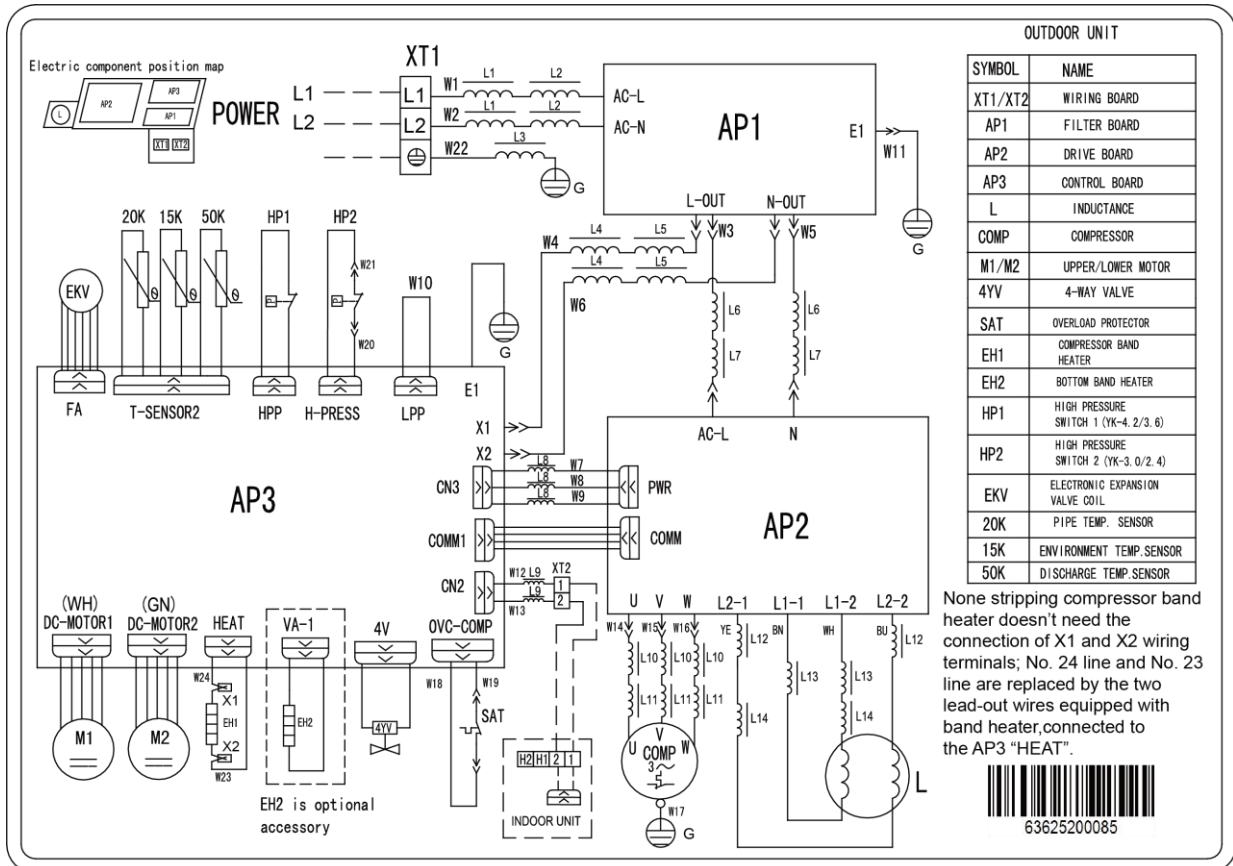 Electric component position map
AP2
AP3
AP1
L
XT1 XT2
XT1
POWER
L1
L2
L1
L2
W1
L1
L2
W2
L1
L2
W22
L3
G
AC-L
AC-N
AP1
E1
W11
G
L-OUT
N-OUT
W3
W5
W4
L4
L5
L4
L5
W6
L6
L6
L7
L7
20K
15K
50K
HP1
HP2
W21
W20
W10
EKV
G
FA
T-SENSOR2
HPP
H-PRESS
LPP
E1
X1
X2
AP3
CN3
L8
W7
L8
W8
L8
W9
PWR
COMM1
COMM
CN2
W12
L9
XT2
1
L9
2
W13
AC-L
N
AP2
U
V
W
L2-1
L1-1
L1-2
L2-2
W14
W15
W16
YE
BN
WH
BU
L12
L12
L10
L10
L10
L11
L11
L11
L13
L13
L14
L14
U
V
W
COMP
3
W17
G
L
(WH)
DC-MOTOR1
(GN)
DC-MOTOR2
HEAT
VA-1
4V
OVC-COMP
W24
X1
EH1
X2
W23
EH2
4YV
W18
W19
SAT
M1
M2
EH2 is optional
accessory
H2 H1 2 1
INDOOR UNIT
OUTDOOR UNIT
SYMBOL NAME
XT1/XT2 WIRING BOARD
AP1 FILTER BOARD
AP2 DRIVE BOARD
AP3 CONTROL BOARD
L INDUCTANCE
COMP COMPRESSOR
M1/M2 UPPER/LOWER MOTOR
4YV 4-WAY VALVE
SAT OVERLOAD PROTECTOR
EH1 COMPRESSOR BAND
HEATER
EH2 BOTTOM BAND HEATER
HP1 HIGH PRESSURE
SWITCH 1 (YK-4.2/3.6)
HP2 HIGH PRESSURE
SWITCH 2 (YK-3.0/2.4)
EKV ELECTRONIC EXPANSION
VALVE COIL
20K PIPE TEMP. SENSOR
15K ENVIRONMENT TEMP.SENSOR
50K DISCHARGE TEMP.SENSOR
None stripping compressor band
heater doesn't need the
connection of X1 and X2 wiring
terminals; No. 24 line and No. 23
line are replaced by the two
lead-out wires equipped with
band heater,connected to
the AP3 “HEAT”.
63625200085